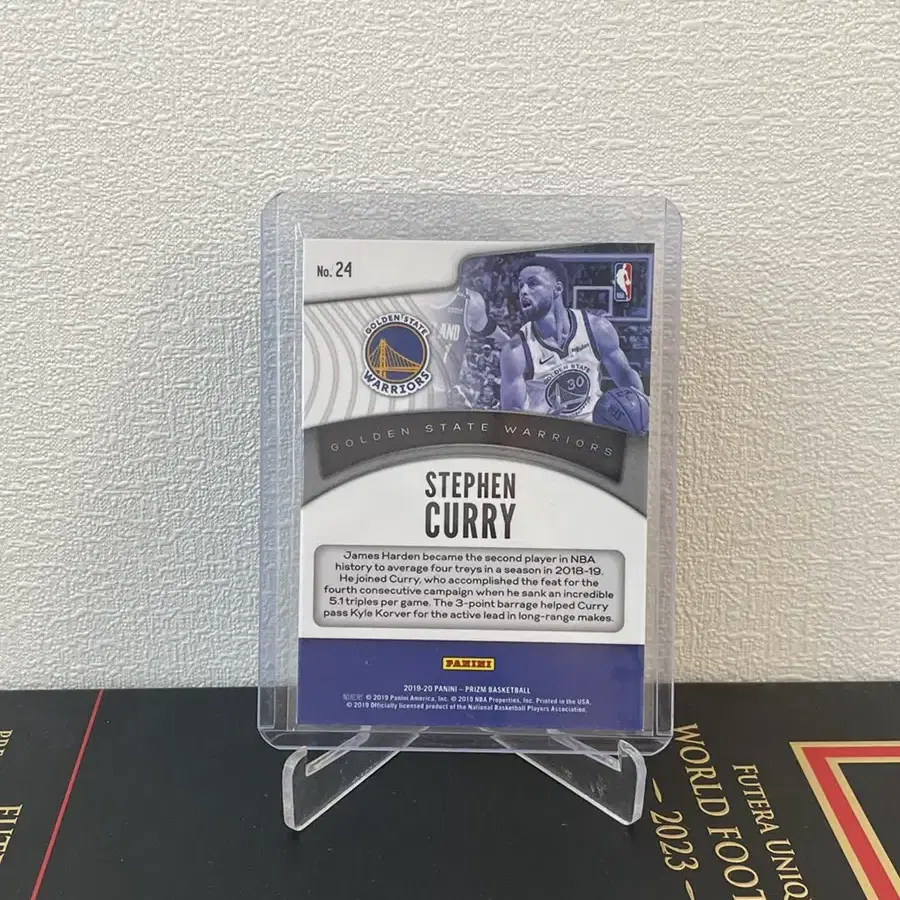 No. 24
NBA
GOLDEN STATE
WARRIORS
AND
GOLDEN STATE
30
GOLDEN STATE WARRIORS
STEPHEN
CURRY
James Harden became the second player in NBA
history to average four treys in a season in 2018-19.
He joined Curry, who accomplished the feat for the
fourth consecutive campaign when he sank an incredible
5.1 triples per game. The 3-point barrage helped Curry
pass Kyle Korver for the active lead in long-range makes.
PANINI
2019-20 PANINI – PRIZM BASKETBALL
© 2019 Panini America, Inc. © 2019 NBA Properties, Inc. Printed in the USA.
© 2019 Officially licensed product of the National Basketball Players Association.
FUTERA UNIQ
WORLD FOOT
– 2023 –